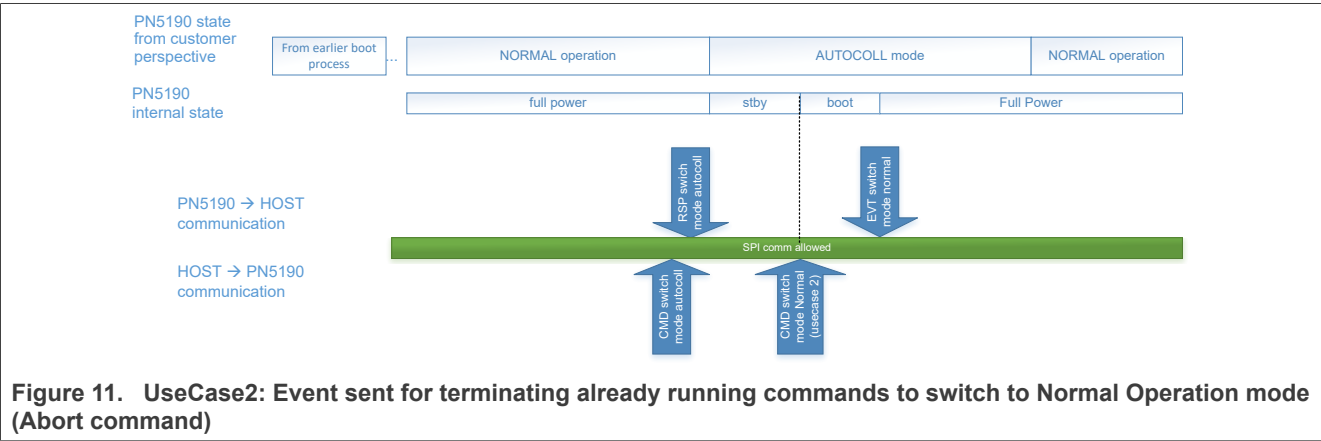 PN5190 state
from customer
perspective
From earlier boot
process
...
NORMAL operation
AUTOCOLL mode
NORMAL operation
PN5190
internal state
full power
stby
boot
Full Power
RSP swich
mode autocoll
EVT switch
mode normal
PN5190 → HOST
communication
SPI comm allowed
HOST → PN5190
communication
CMD switch
mode autocoll
CMD switch
mode Normal
(usecase 2)
Figure 11. UseCase2: Event sent for terminating already running commands to switch to Normal Operation mode
(Abort command)